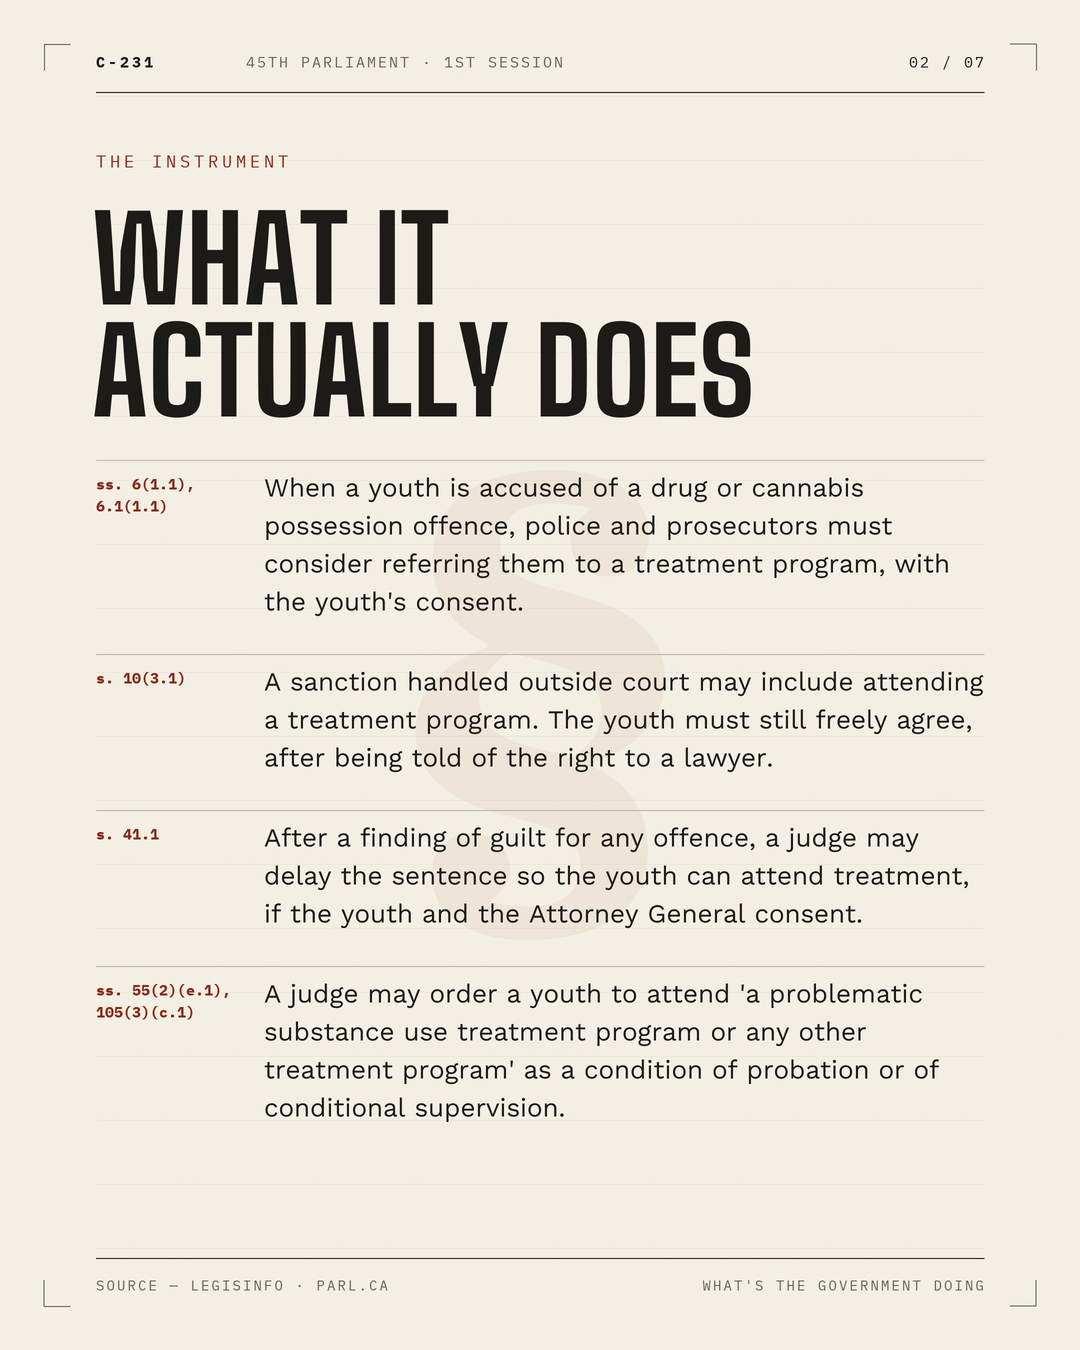 C-231
45TH PARLIAMENT · 1ST SESSION
02 / 07
THE INSTRUMENT
WHAT IT
ACTUALLY DOES
ss. 6(1.1),
6.1(1.1)
When a youth is accused of a drug or cannabis
possession offence, police and prosecutors must
consider referring them to a treatment program, with
the youth's consent.
s. 10(3.1)
A sanction handled outside court may include attending
a treatment program. The youth must still freely agree,
after being told of the right to a lawyer.
s. 41.1
After a finding of guilt for any offence, a judge may
delay the sentence so the youth can attend treatment,
if the youth and the Attorney General consent.
ss. 55(2)(e.1),
105(3)(c.1)
A judge may order a youth to attend 'a problematic
substance use treatment program or any other
treatment program' as a condition of probation or of
conditional supervision.
§
SOURCE — LEGISINFO · PARL.CA
WHAT'S THE GOVERNMENT DOING